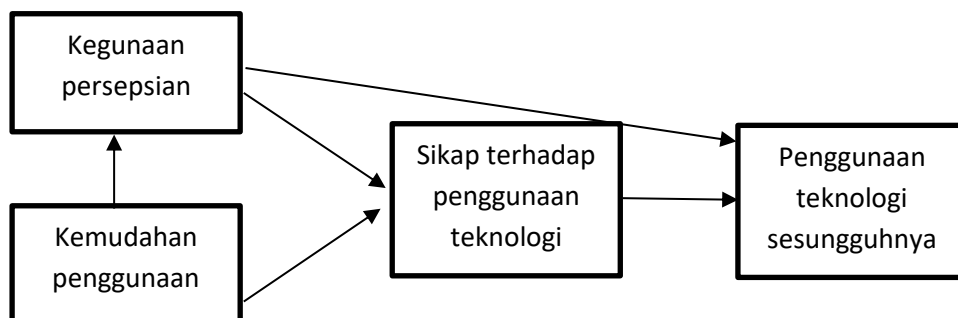 Kegunaan
persepsian
Kemudahan
penggunaan
Sikap terhadap
penggunaan
teknologi
Penggunaan
teknologi
sesungguhnya